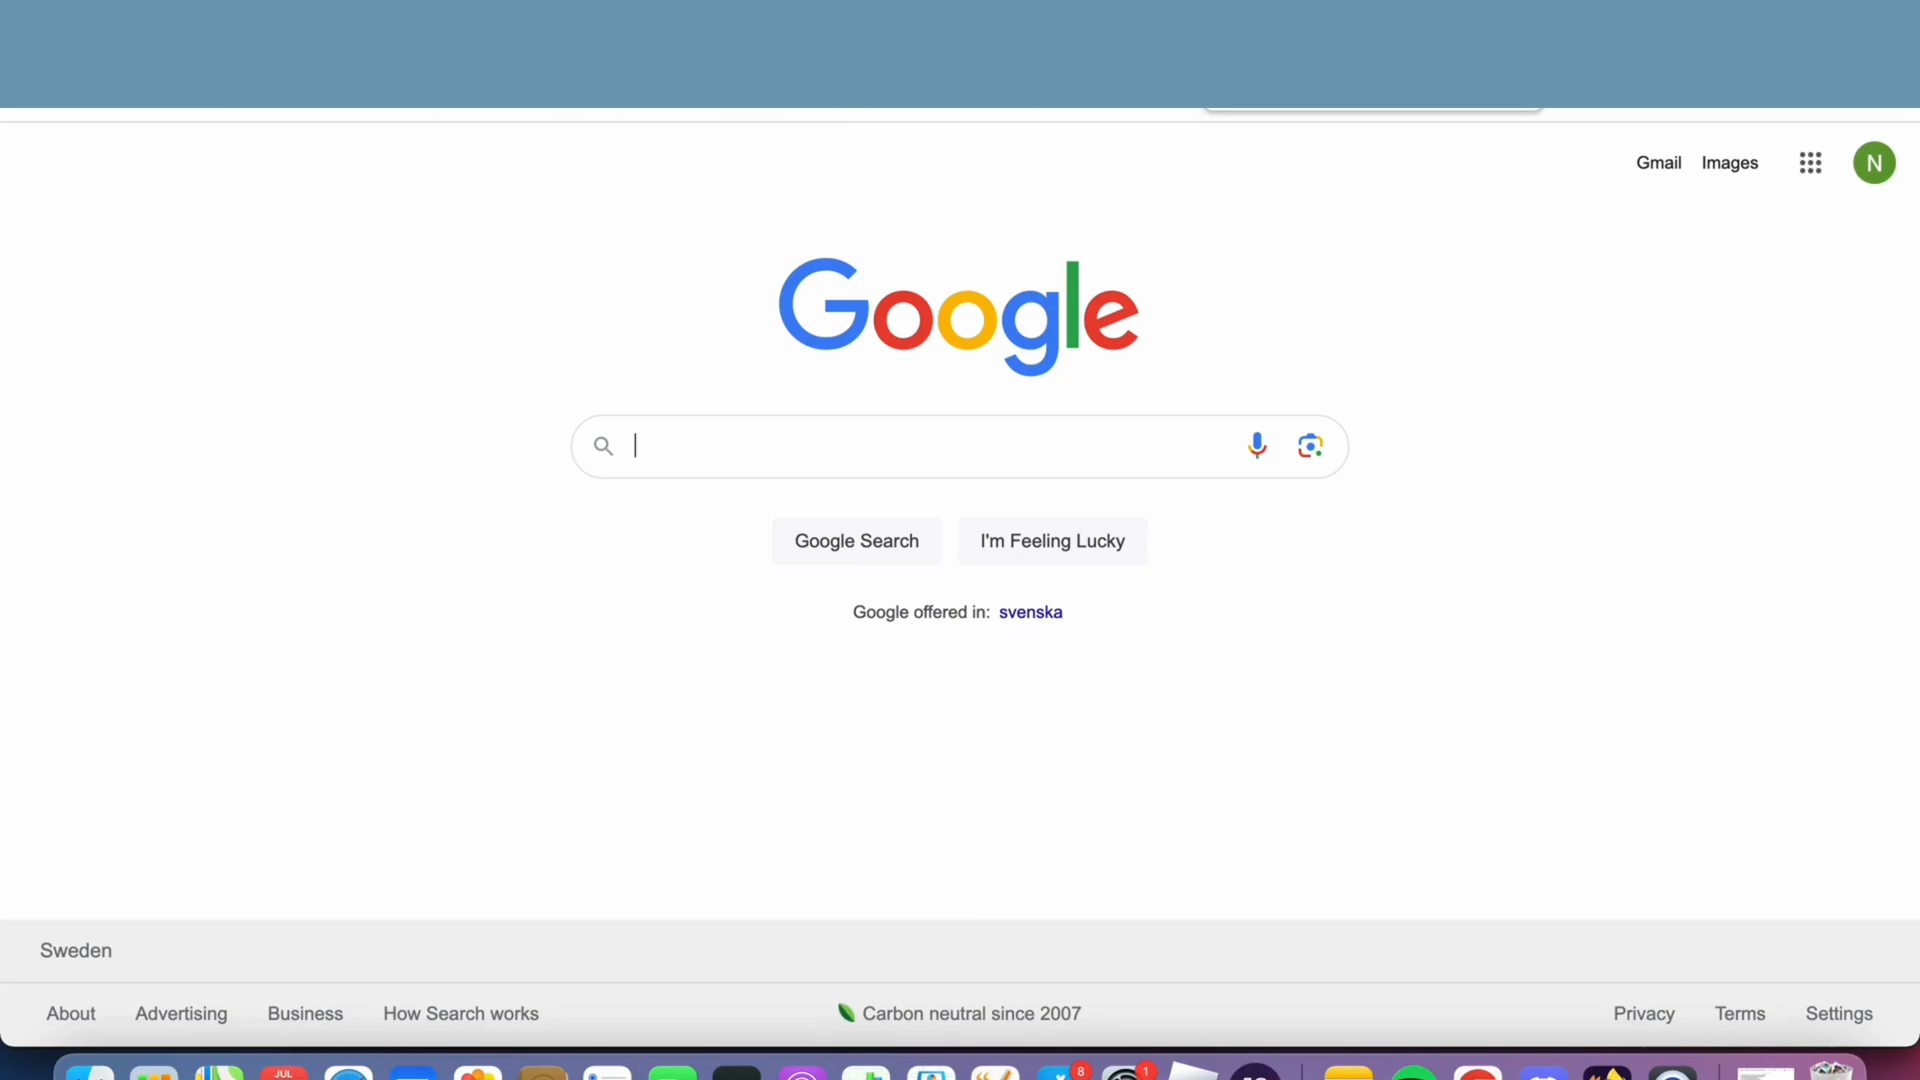 Gmail Images N
Google
Google Search I'm Feeling Lucky
Google offered in: svenska
Sweden
About Advertising Business How Search works Carbon neutral since 2007 Privacy Terms Settings
JUL 8 1